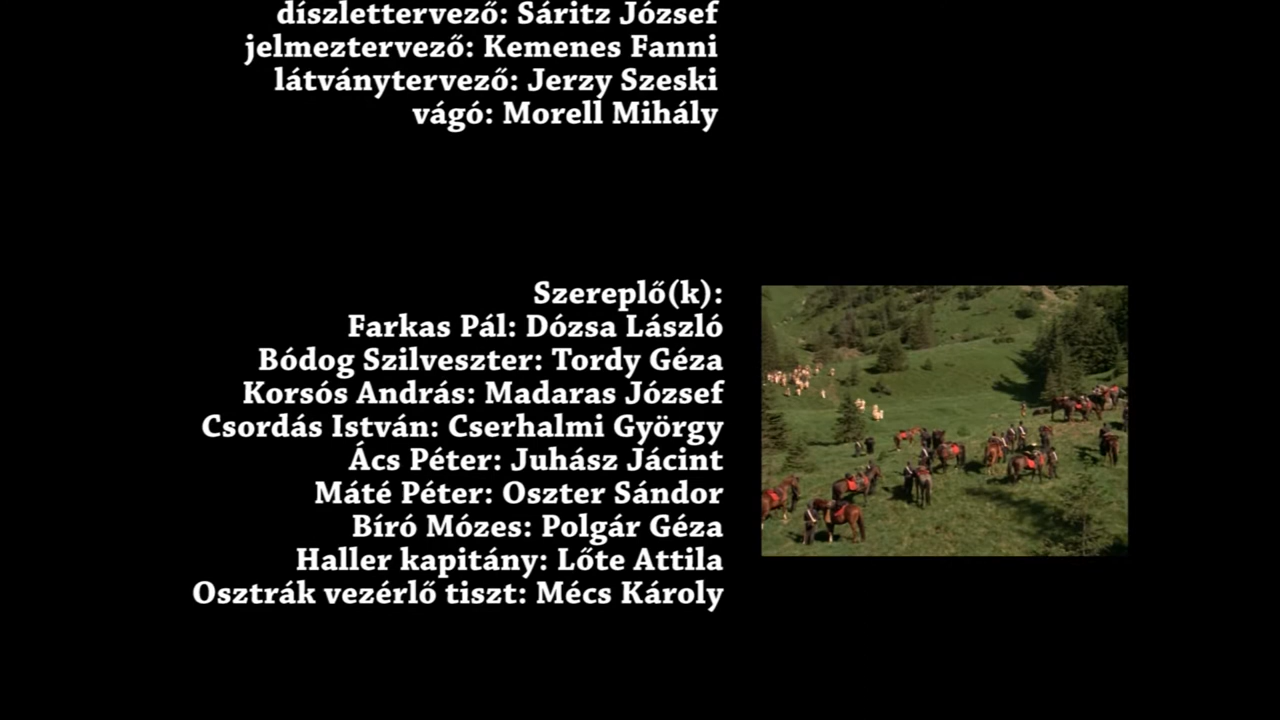 díszlettervező: Sáritz József
jelmeztervező: Kemenes Fanni
látványtervező: Jerzy Szeski
vágó: Morell Mihály
Szereplő(k):
Farkas Pál: Dózsa László
Bódog Szilveszter: Tordy Géza
Korsós András: Madaras József
Csordás István: Cserhalmi György
Ács Péter: Juhász Jácint
Máté Péter: Oszter Sándor
Bíró Mózes: Polgár Géza
Haller kapitány: Lőte Attila
Osztrák vezérlő tiszt: Mécs Károly